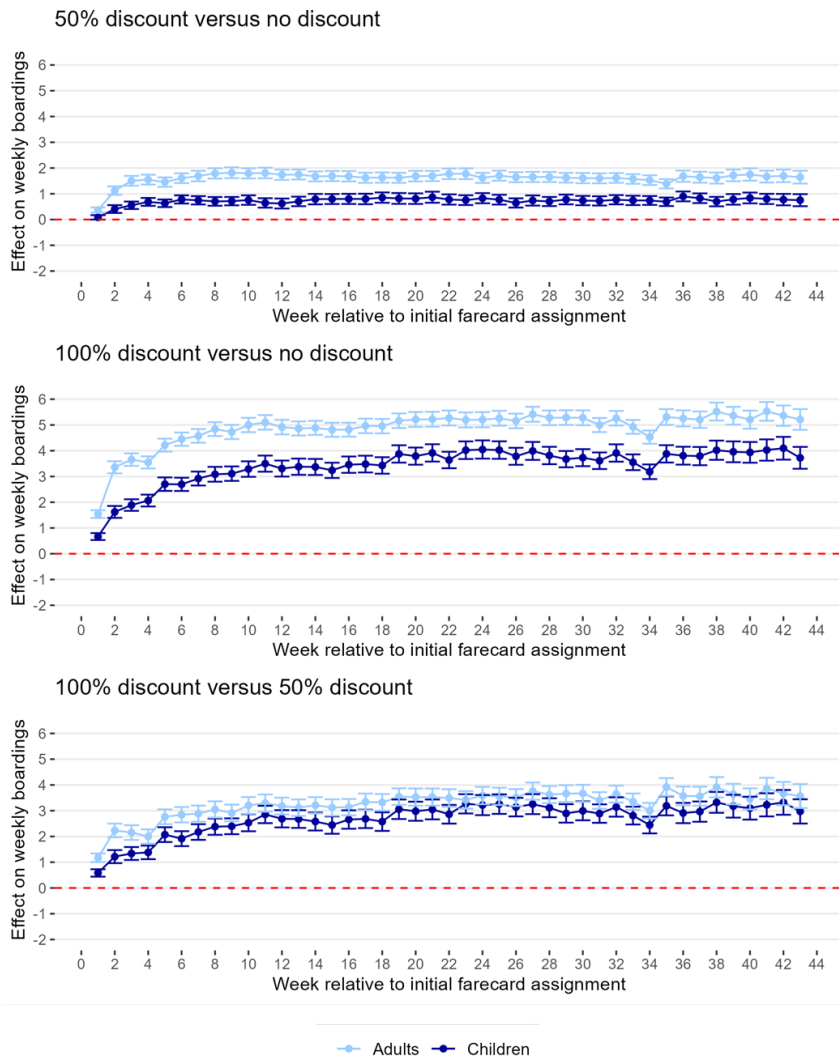 50% discount versus no discount
Effect on weekly boardings
6
5
4
3
2
1
0
-1
-2
0 2 4 6 8 10 12 14 16 18 20 22 24 26 28 30 32 34 36 38 40 42 44
Week relative to initial farecard assignment
100% discount versus no discount
Effect on weekly boardings
6
5
4
3
2
1
0
-1
-2
0 2 4 6 8 10 12 14 16 18 20 22 24 26 28 30 32 34 36 38 40 42 44
Week relative to initial farecard assignment
100% discount versus 50% discount
Effect on weekly boardings
6
5
4
3
2
1
0
-1
-2
0 2 4 6 8 10 12 14 16 18 20 22 24 26 28 30 32 34 36 38 40 42 44
Week relative to initial farecard assignment
Adults Children